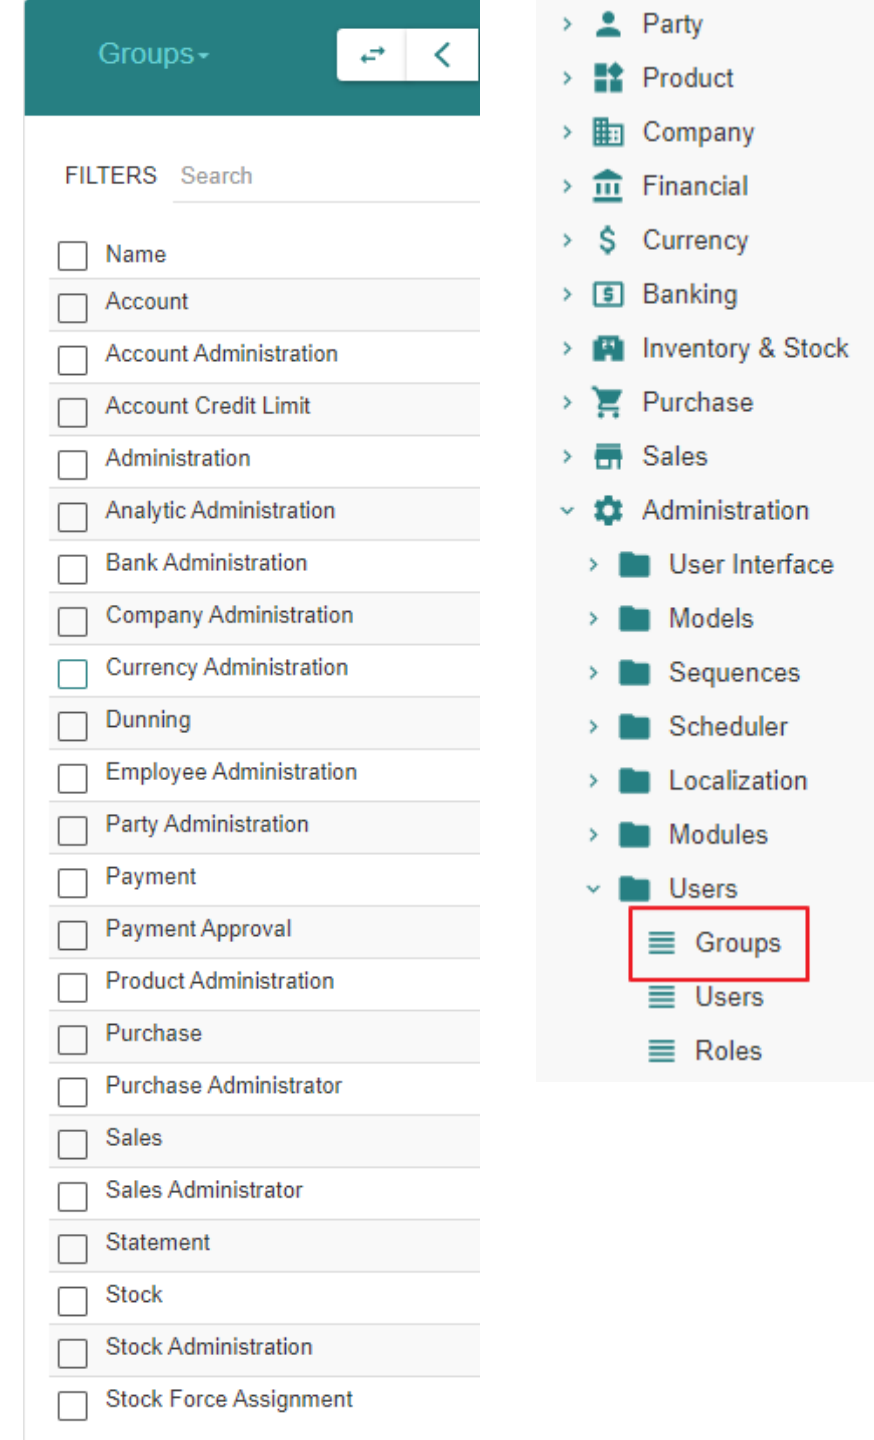 Groups
FILTERS Search
Name
Account
Account Administration
Account Credit Limit
Administration
Analytic Administration
Bank Administration
Company Administration
Currency Administration
Dunning
Employee Administration
Party Administration
Payment
Payment Approval
Product Administration
Purchase
Purchase Administrator
Sales
Sales Administrator
Statement
Stock
Stock Administration
Stock Force Assignment
Party
Product
Company
Financial
Currency
Banking
Inventory & Stock
Purchase
Sales
Administration
User Interface
Models
Sequences
Scheduler
Localization
Modules
Users
Groups
Users
Roles